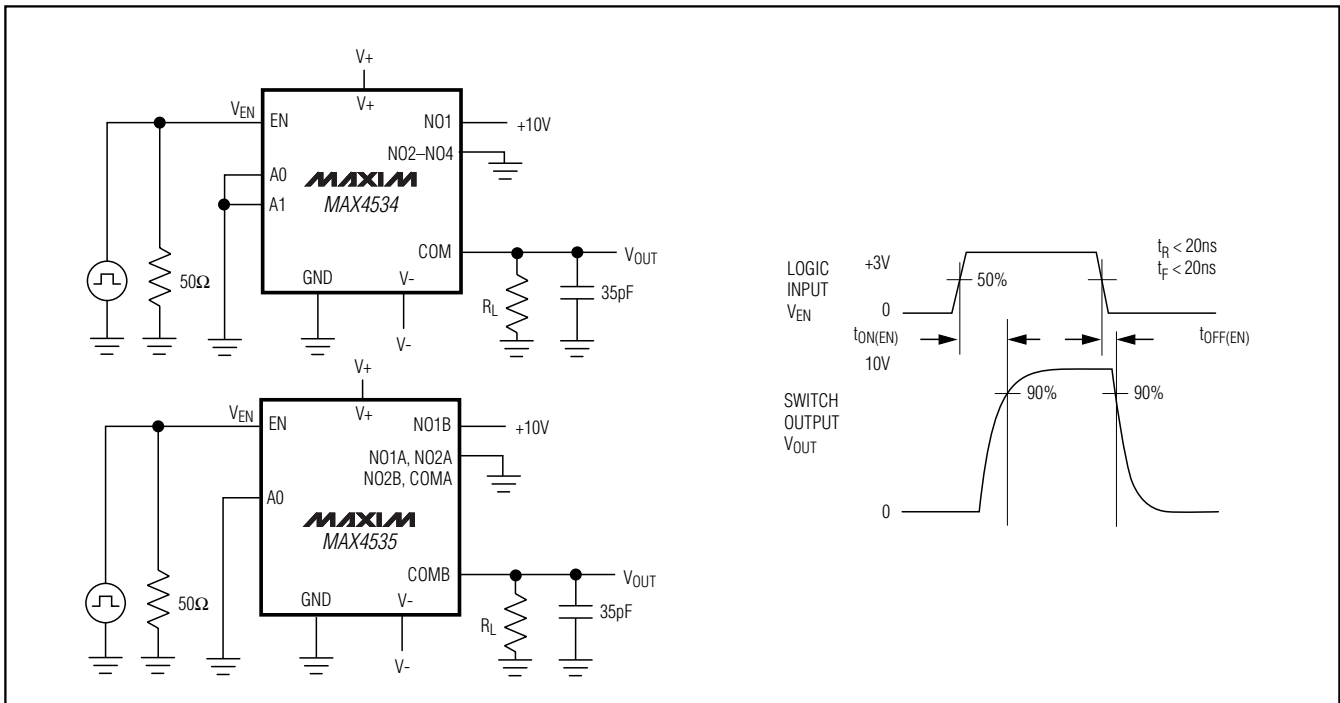 V+
V+
VEN
EN
NO1
+10V
NO2–NO4
A0
MAXIM
A1
MAX4534
COM
VOUT
GND
V-
50Ω
RL
35pF
V-
V+
V+
VEN
EN
NO1B
+10V
NO1A, NO2A
NO2B, COMA
A0
MAXIM
MAX4535
COMB
VOUT
GND
V-
50Ω
RL
35pF
V-
LOGIC
INPUT
VEN
+3V
50%
0
tR < 20ns
tF < 20ns
tON(EN)
tOFF(EN)
10V
SWITCH
OUTPUT
VOUT
90%
90%
0